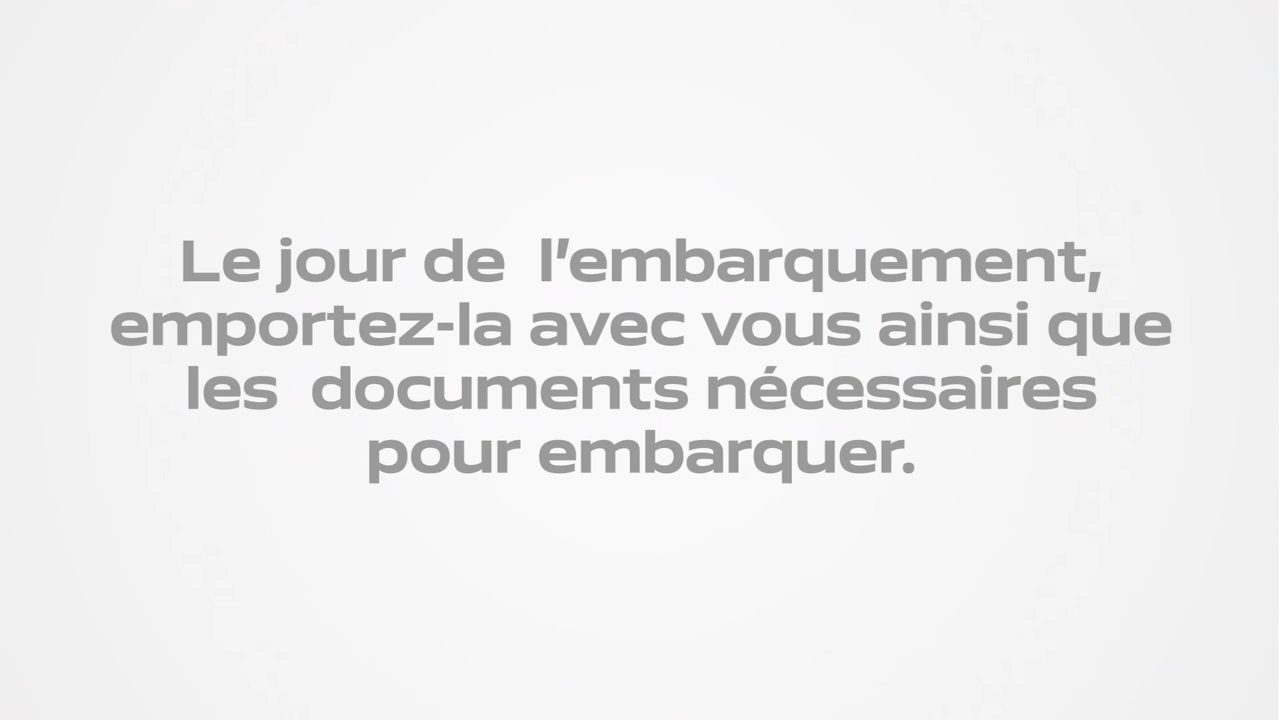 Le jour de  l’embarquement,
emportez-la avec vous ainsi que
les  documents nécessaires
pour embarquer.